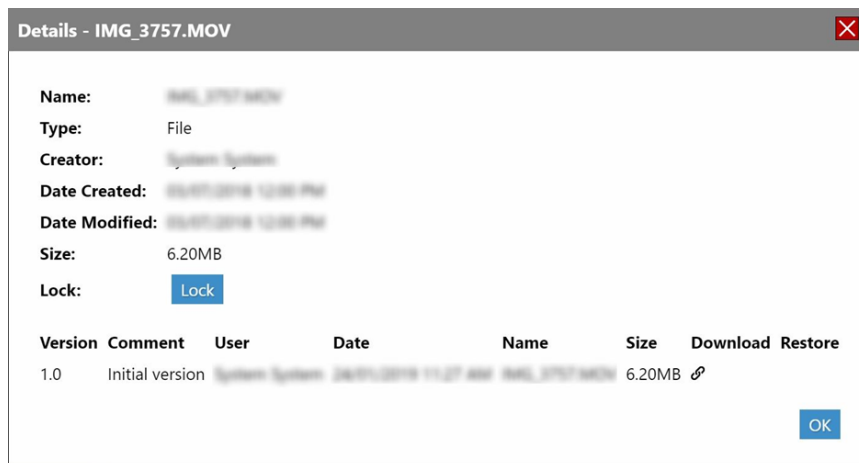 Details - IMG_3757.MOV
Name:
Type: File
Creator:
Date Created:
Date Modified:
Size: 6.20MB
Lock: Lock
Version Comment User Date Name Size Download Restore
1.0 Initial version 6.20MB
OK